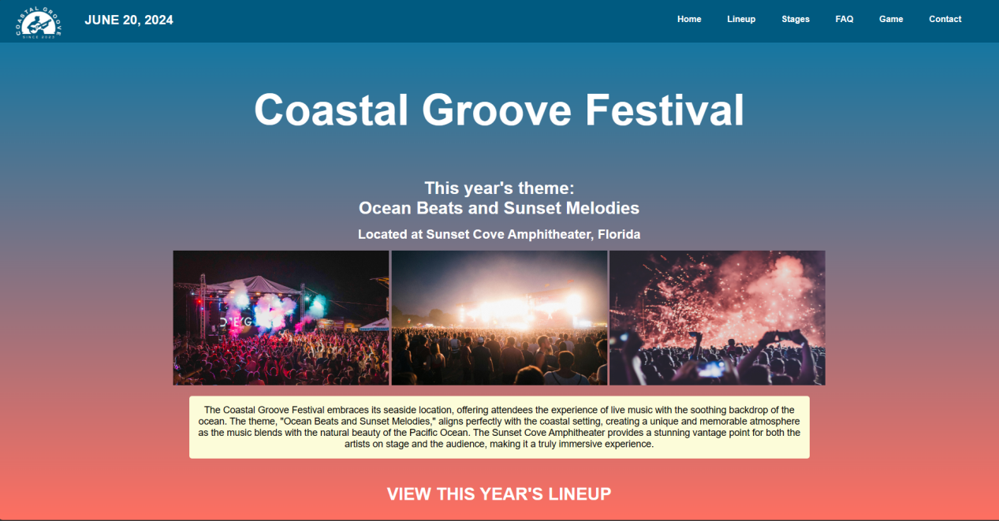 COASTAL GROOVE
SINCE 2023
JUNE 20, 2024
Home
Lineup
Stages
FAQ
Game
Contact
Coastal Groove Festival
This year's theme:
Ocean Beats and Sunset Melodies
Located at Sunset Cove Amphitheater, Florida
The Coastal Groove Festival embraces its seaside location, offering attendees the experience of live music with the soothing backdrop of the
ocean. The theme, "Ocean Beats and Sunset Melodies," aligns perfectly with the coastal setting, creating a unique and memorable atmosphere
as the music blends with the natural beauty of the Pacific Ocean. The Sunset Cove Amphitheater provides a stunning vantage point for both the
artists on stage and the audience, making it a truly immersive experience.
VIEW THIS YEAR'S LINEUP